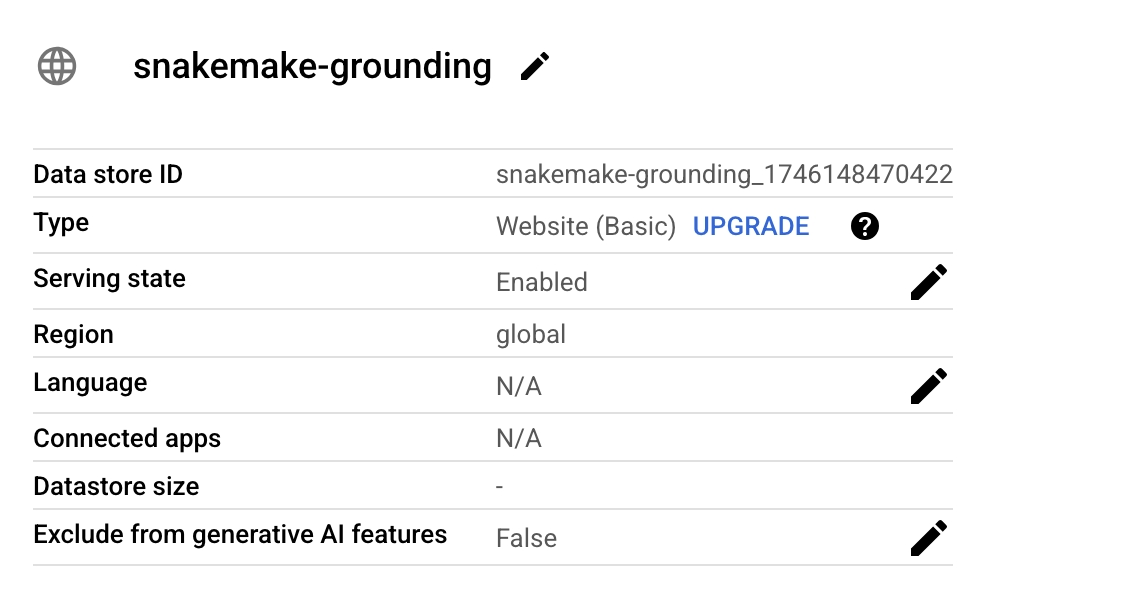 snakemake-grounding
Data store ID snakemake-grounding_1746148470422
Type Website (Basic) UPGRADE ?
Serving state Enabled
Region global
Language N/A
Connected apps N/A
Datastore size -
Exclude from generative AI features False